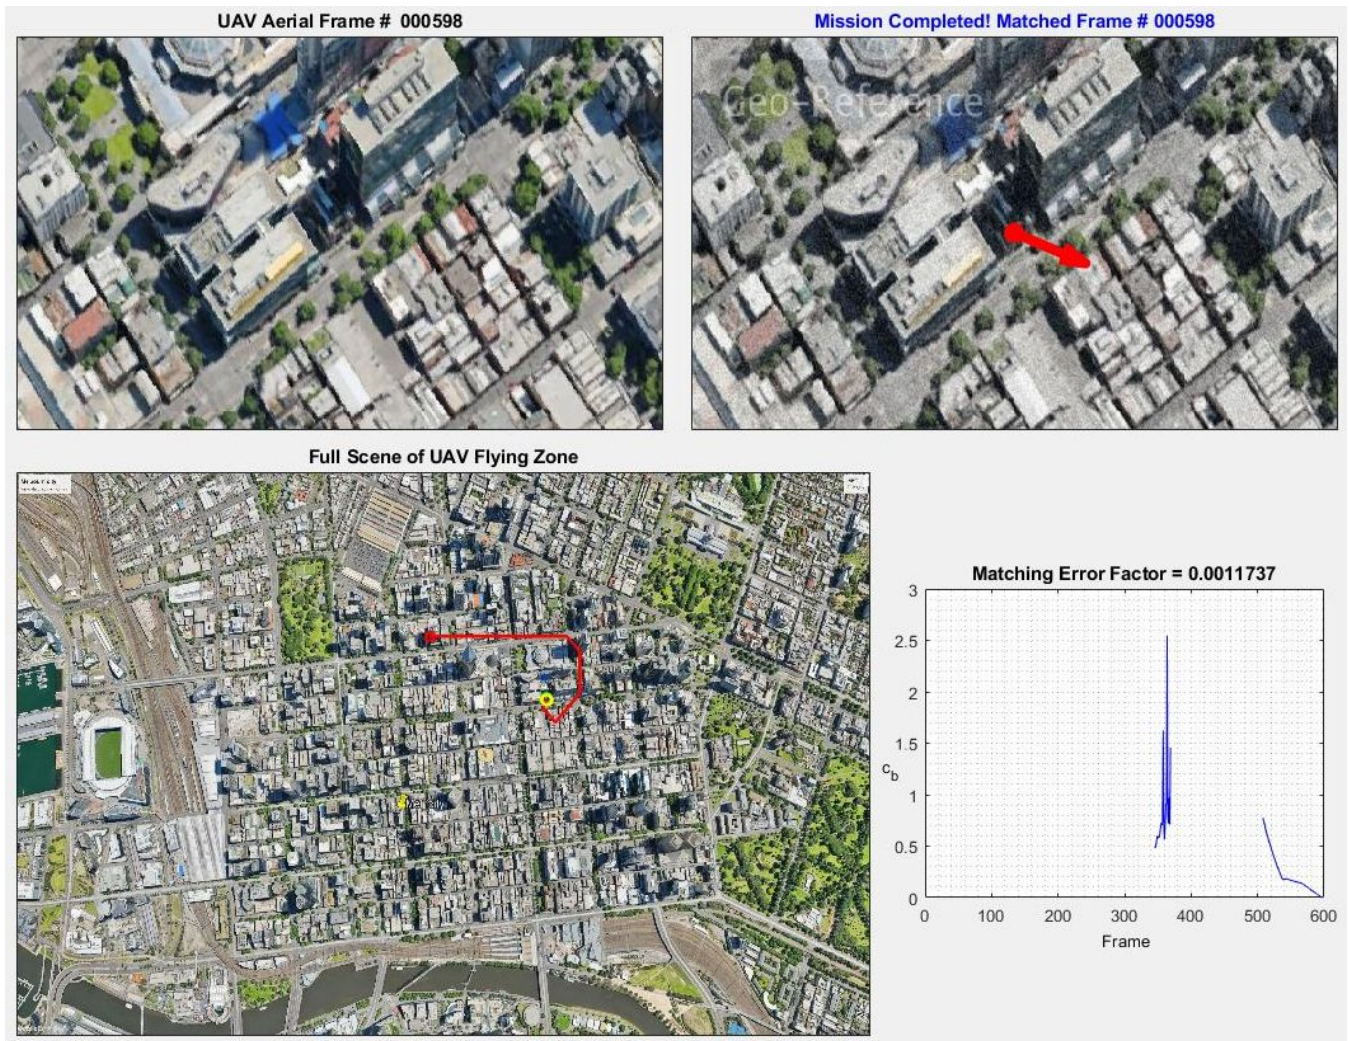 UAV Aerial Frame # 000598
Mission Completed! Matched Frame # 000598
Geo-Reference
Full Scene of UAV Flying Zone
Matching Error Factor = 0.0011737
3
2.5
2
1.5
1
0.5
0
c_b
0 100 200 300 400 500 600
Frame